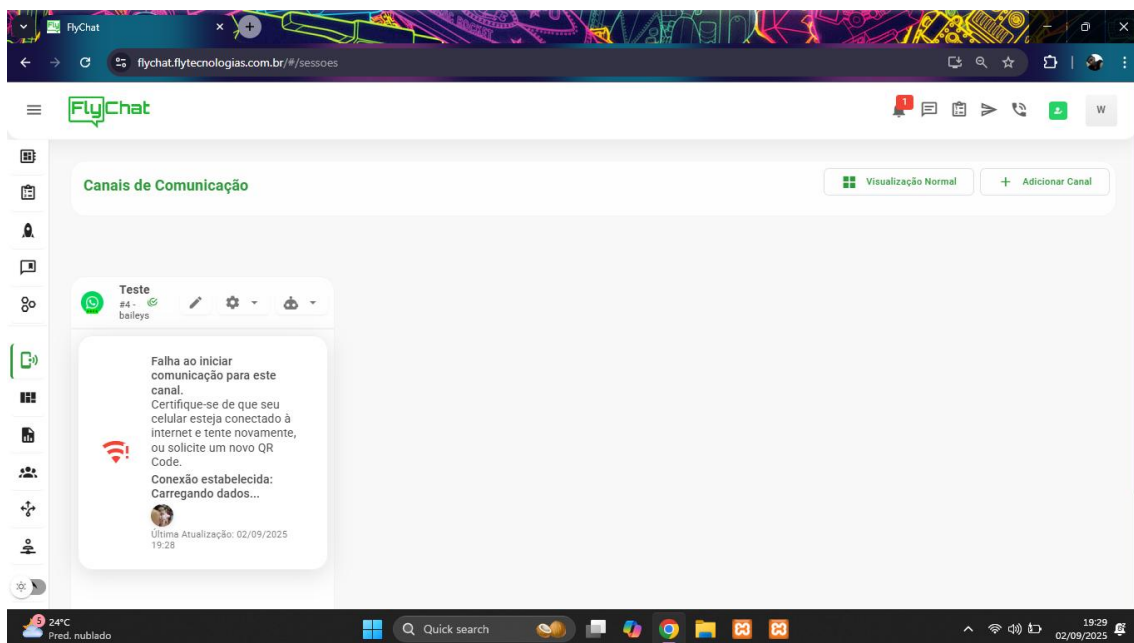 FlyChat
flychat.flytecnologias.com.br/#/sessoes
FlyChat
1
W
Canais de Comunicação
Visualização Normal
+ Adicionar Canal
Teste
#4 -
baileys
Falha ao iniciar
comunicação para este
canal.
Certifique-se de que seu
celular esteja conectado à
internet e tente novamente,
ou solicite um novo QR
Code.
Conexão estabelecida:
Carregando dados...
Última Atualização: 02/09/2025
19:28
5
24°C
Pred. nublado
Quick search
19:29
02/09/2025